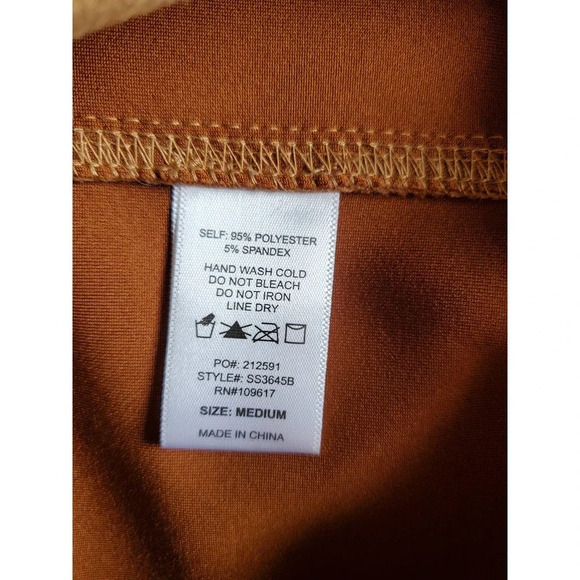 SELF: 95% POLYESTER
5% SPANDEX
HAND WASH COLD
DO NOT BLEACH
DO NOT IRON
LINE DRY
PO#: 212591
STYLE#: SS3645B
RN#109617
SIZE: MEDIUM
MADE IN CHINA